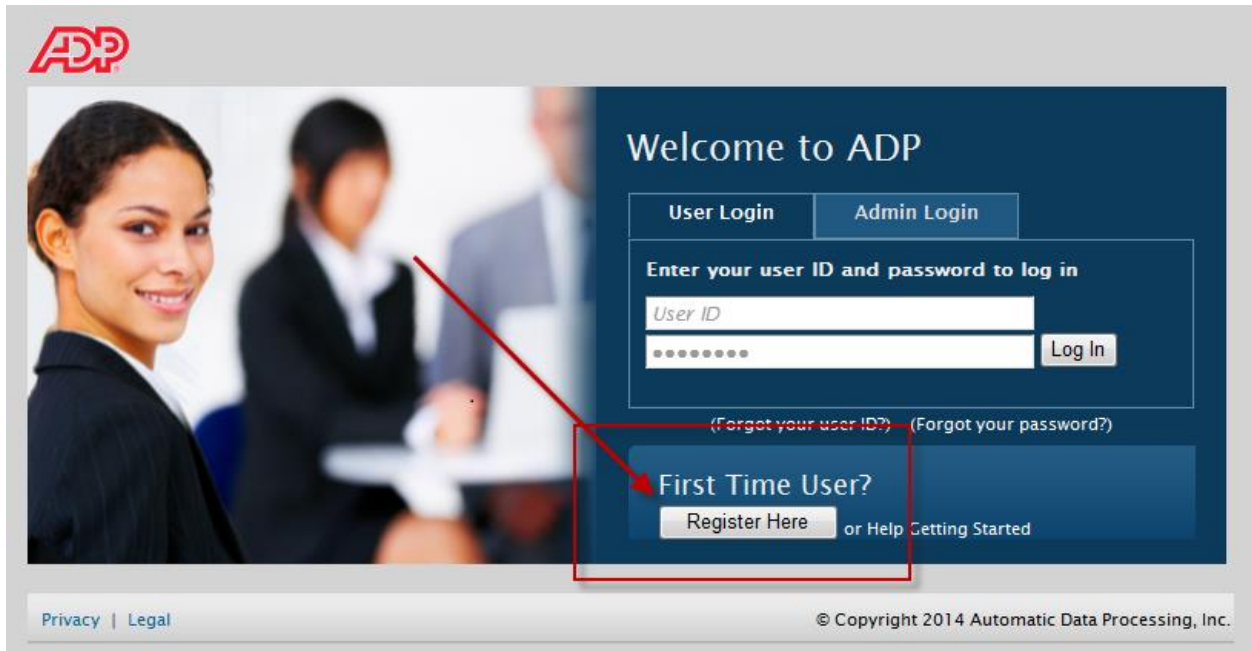 ADP
Welcome to ADP
User Login Admin Login
Enter your user ID and password to log in
User ID
Log In
(Forgot your user ID?) (Forgot your password?)
First Time User?
Register Here or Help Getting Started
Privacy | Legal © Copyright 2014 Automatic Data Processing, Inc.